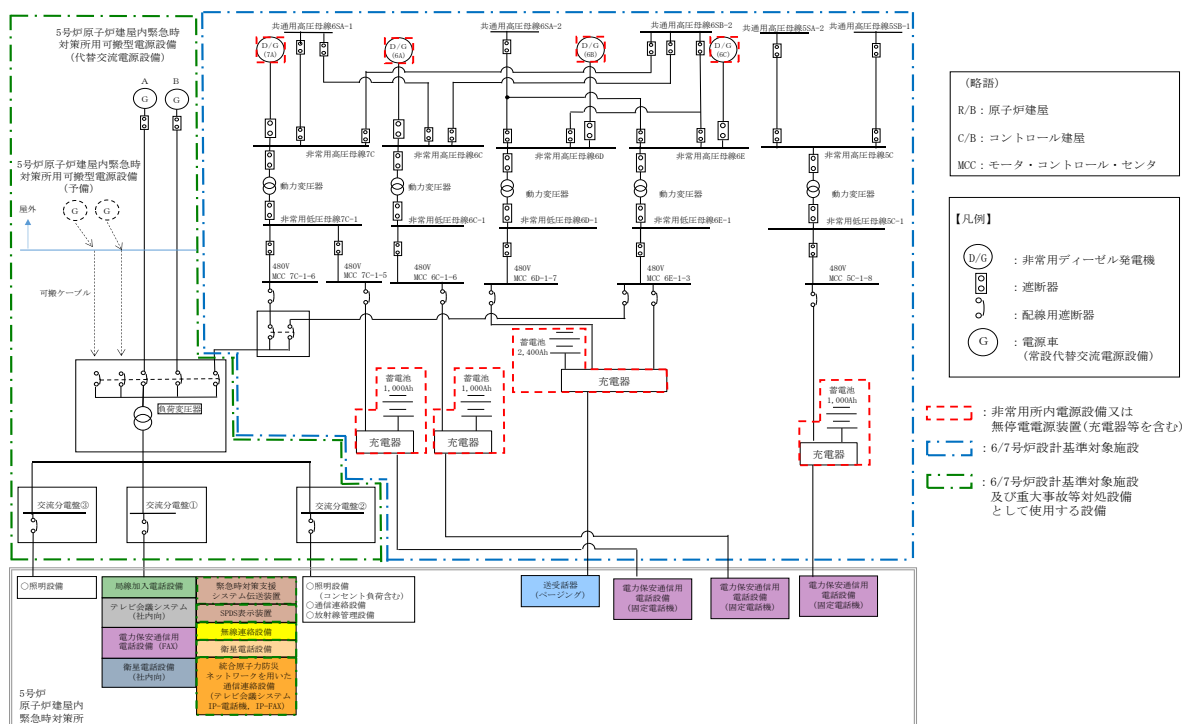 5号炉原子炉建屋内緊急時
対策所用可搬型電源設備
(代替交流電源設備)
A
B
G
G
5号炉原子炉建屋内緊急時
対策所用可搬型電源設備
(予備)
屋外
G
G
可搬ケーブル
負荷変圧器
交流分電盤③
交流分電盤①
交流分電盤②
共通用高圧母線6SA-1
共通用高圧母線6SA-2
共通用高圧母線6SB-2
共通用高圧母線5SA-2
共通用高圧母線5SB-1
D/G
(7A)
D/G
(6A)
D/G
(6B)
D/G
(6C)
非常用高圧母線7C
非常用高圧母線6C
非常用高圧母線6D
非常用高圧母線6E
非常用高圧母線5C
動力変圧器
動力変圧器
動力変圧器
動力変圧器
動力変圧器
非常用低圧母線7C-1
非常用低圧母線6C-1
非常用低圧母線6D-1
非常用低圧母線6E-1
非常用低圧母線5C-1
480V
MCC 7C-1-6
480V
MCC 7C-1-5
480V
MCC 6C-1-6
480V
MCC 6D-1-7
480V
MCC 6E-1-3
480V
MCC 5C-1-8
蓄電池
1,000Ah
充電器
蓄電池
1,000Ah
充電器
蓄電池
2,400Ah
充電器
蓄電池
1,000Ah
充電器
○照明設備
局線加入電話設備
テレビ会議システム
(社内向)
電力保安通信用
電話設備(FAX)
衛星電話設備
(社内向)
緊急時対策支援
システム伝送装置
SPDS表示装置
無線連絡設備
衛星電話設備
統合原子力防災
ネットワークを用いた
通信連絡設備
(テレビ会議システム
IP-電話機, IP-FAX)
○照明設備
(コンセント負荷含む)
○通信連絡設備
○放射線管理設備
送受話器
(ページング)
電力保安通信用
電話設備
(固定電話機)
電力保安通信用
電話設備
(固定電話機)
電力保安通信用
電話設備
(固定電話機)
5号炉
原子炉建屋内
緊急時対策所
(略語)
R/B:原子炉建屋
C/B:コントロール建屋
MCC:モータ・コントロール・センタ
【凡例】
D/G
:非常用ディーゼル発電機
:遮断器
:配線用遮断器
G
:電源車
(常設代替交流電源設備)
:非常用所内電源設備又は
無停電電源装置(充電器等を含む)
:6/7号炉設計基準対象施設
:6/7号炉設計基準対象施設
及び重大事故等対処設備
として使用する設備